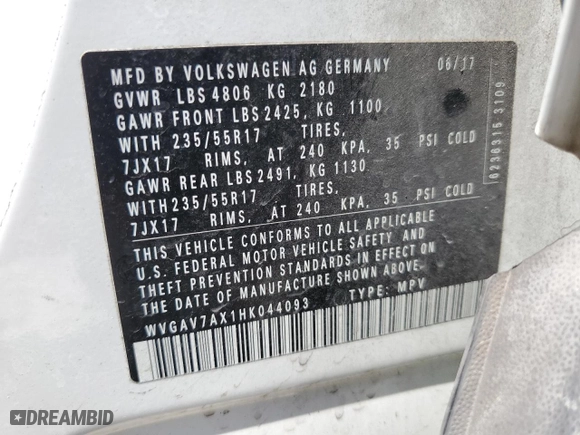 MFD BY VOLKSWAGEN AG GERMANY 06/17
GVWR LBS 4806 KG 2180
GAWR FRONT LBS 2425, KG 1100
WITH 235/55R17 TIRES,
7JX17 RIMS, AT 240 KPA, 35 PSI COLD
GAWR REAR LBS 2491, KG 1130
WITH 235/55R17 TIRES,
7JX17 RIMS, AT 240 KPA, 35 PSI COLD
THIS VEHICLE CONFORMS TO ALL APPLICABLE
U.S. FEDERAL MOTOR VEHICLE SAFETY AND
THEFT PREVENTION STANDARDS IN EFFECT ON
THE DATE OF MANUFACTURE SHOWN ABOVE.
WVGAV7AX1HK044093 TYPE: MPV
6236315 3109
DREAMBID